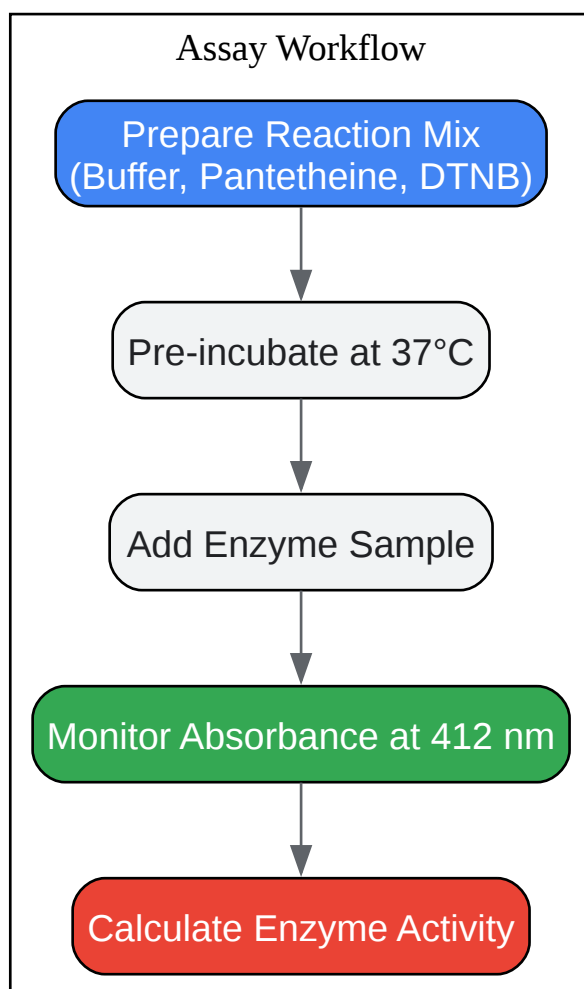 Assay Workflow
Prepare Reaction Mix
(Buffer, Pantetheine, DTNB)
Pre-incubate at 37°C
Add Enzyme Sample
Monitor Absorbance at 412 nm
Calculate Enzyme Activity